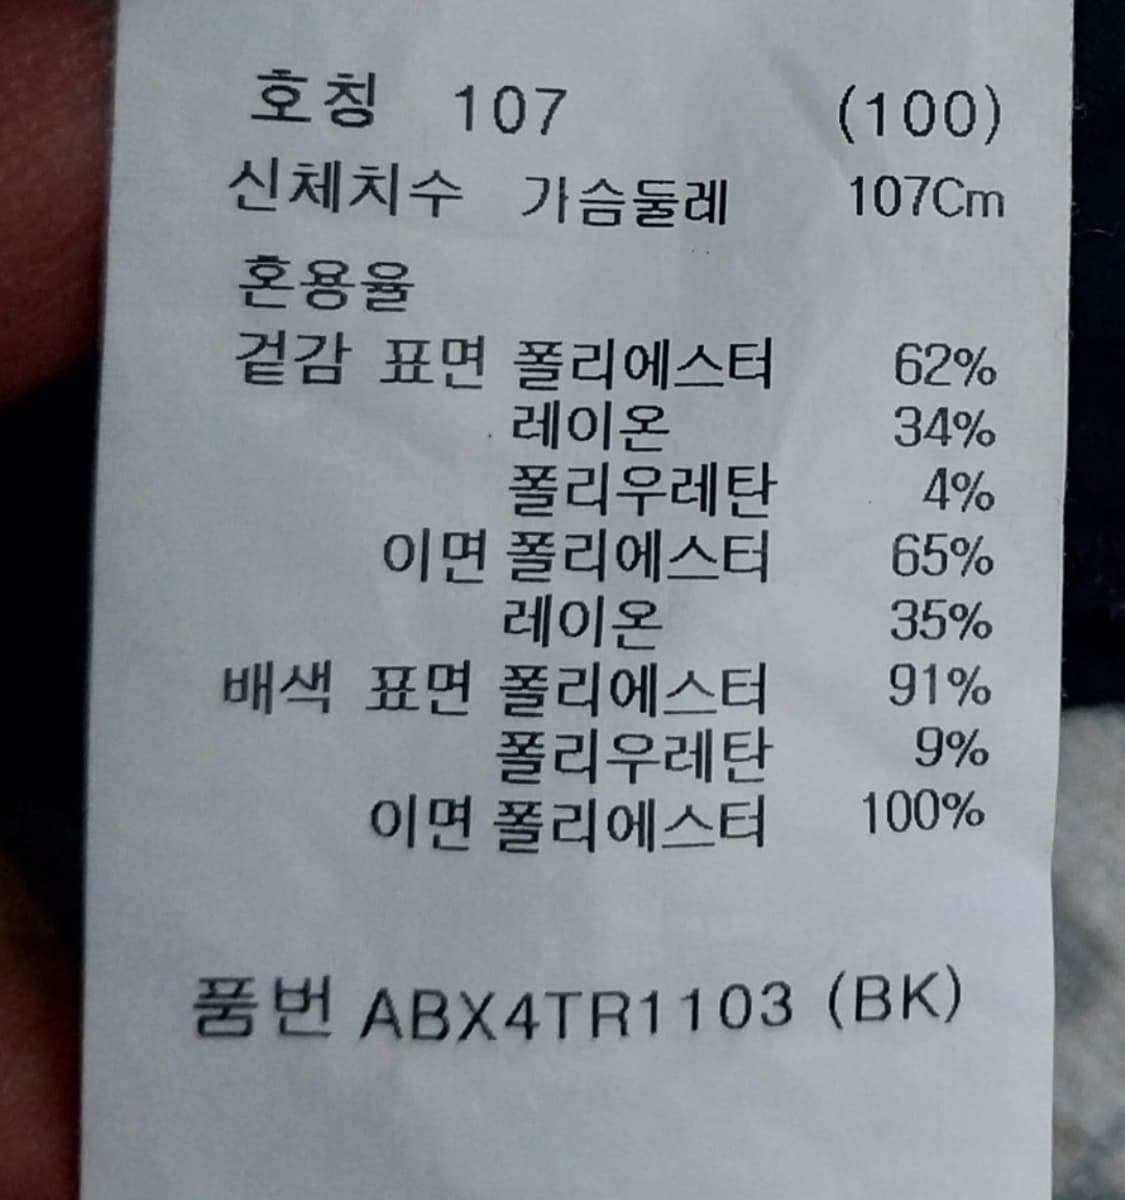 호칭 107 (100)
신체치수 가슴둘레 107Cm
혼용율
겉감 표면 폴리에스터 62%
레이온 34%
폴리우레탄 4%
이면 폴리에스터 65%
레이온 35%
배색 표면 폴리에스터 91%
폴리우레탄 9%
이면 폴리에스터 100%
품번 ABX4TR1103 (BK)